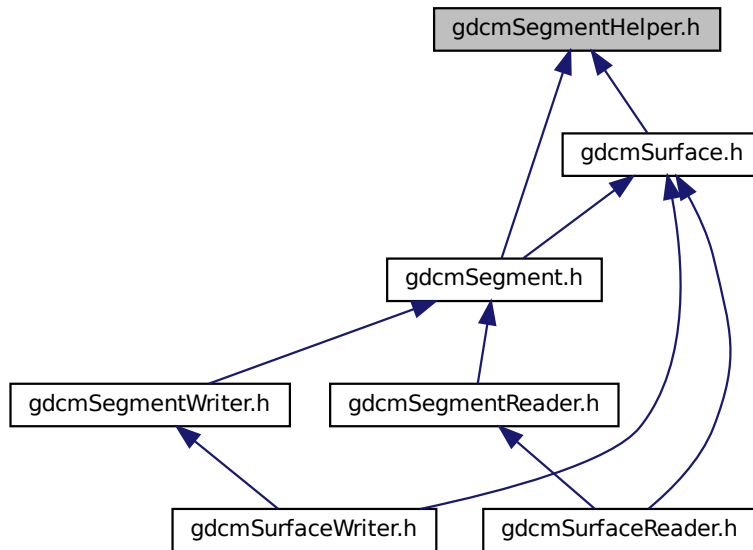 gdcmSegmentHelper.h
gdcmSurface.h
gdcmSegment.h
gdcmSegmentWriter.h
gdcmSegmentReader.h
gdcmSurfaceWriter.h
gdcmSurfaceReader.h